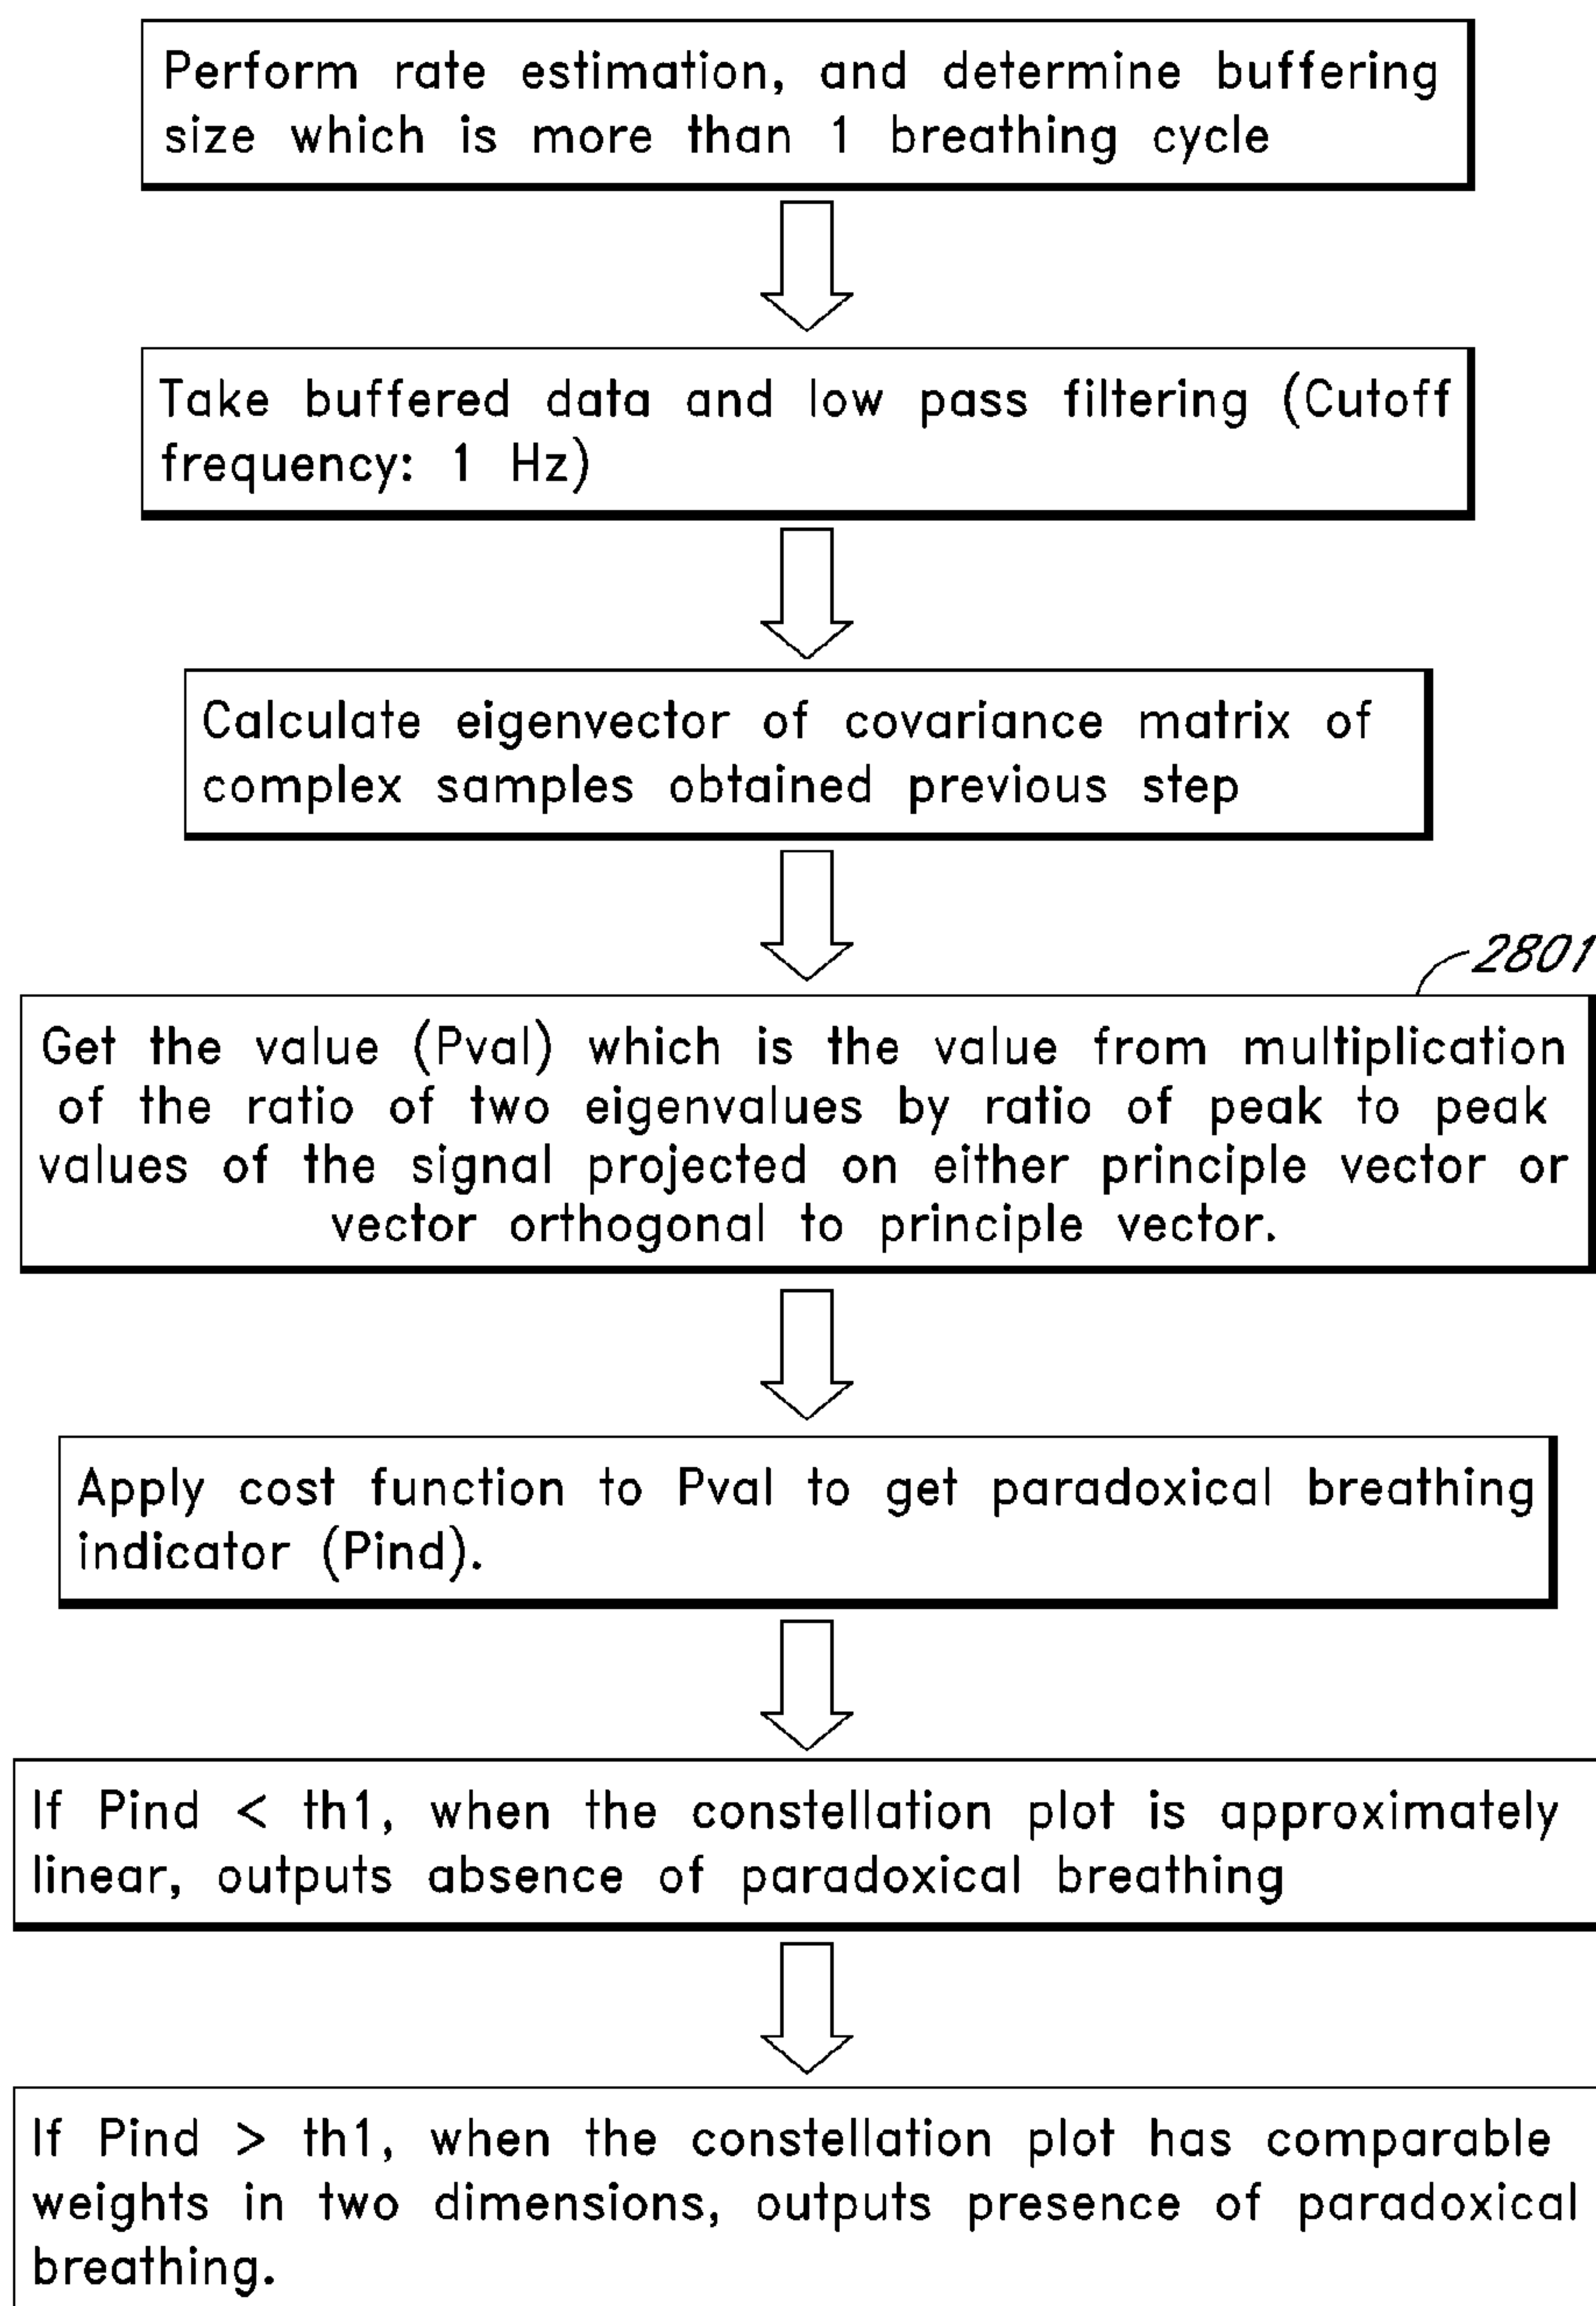 Perform rate estimation, and determine buffering
size which is more than 1 breathing cycle
Take buffered data and low pass filtering (Cutoff
frequency: 1 Hz)
Calculate eigenvector of covariance matrix of
complex samples obtained previous step
2801
Get the value (Pval) which is the value from multiplication
of the ratio of two eigenvalues by ratio of peak to peak
values of the signal projected on either principle vector or
vector orthogonal to principle vector.
Apply cost function to Pval to get paradoxical breathing
indicator (Pind).
If Pind < th1, when the constellation plot is approximately
linear, outputs absence of paradoxical breathing
If Pind > th1, when the constellation plot has comparable
weights in two dimensions, outputs presence of paradoxical
breathing.